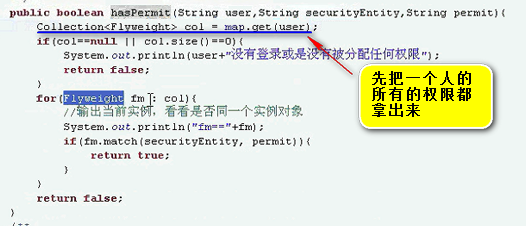 public boolean hasPermit(String user,String securityEntity,String permit){
Collection<Flyweight> col = map.get(user);
if(col==null || col.size()==0){
System.out.println(user+"没有登录或是没有被分配任何权限");
return false;
}
for(Flyweight fm : col){
//输出当前实例，看看是否同一个实例对象
System.out.println("fm=="+fm);
if(fm.match(securityEntity, permit)){
return true;
}
}
return false;
}
/**
先把一个人的
所有的权限都
拿出来